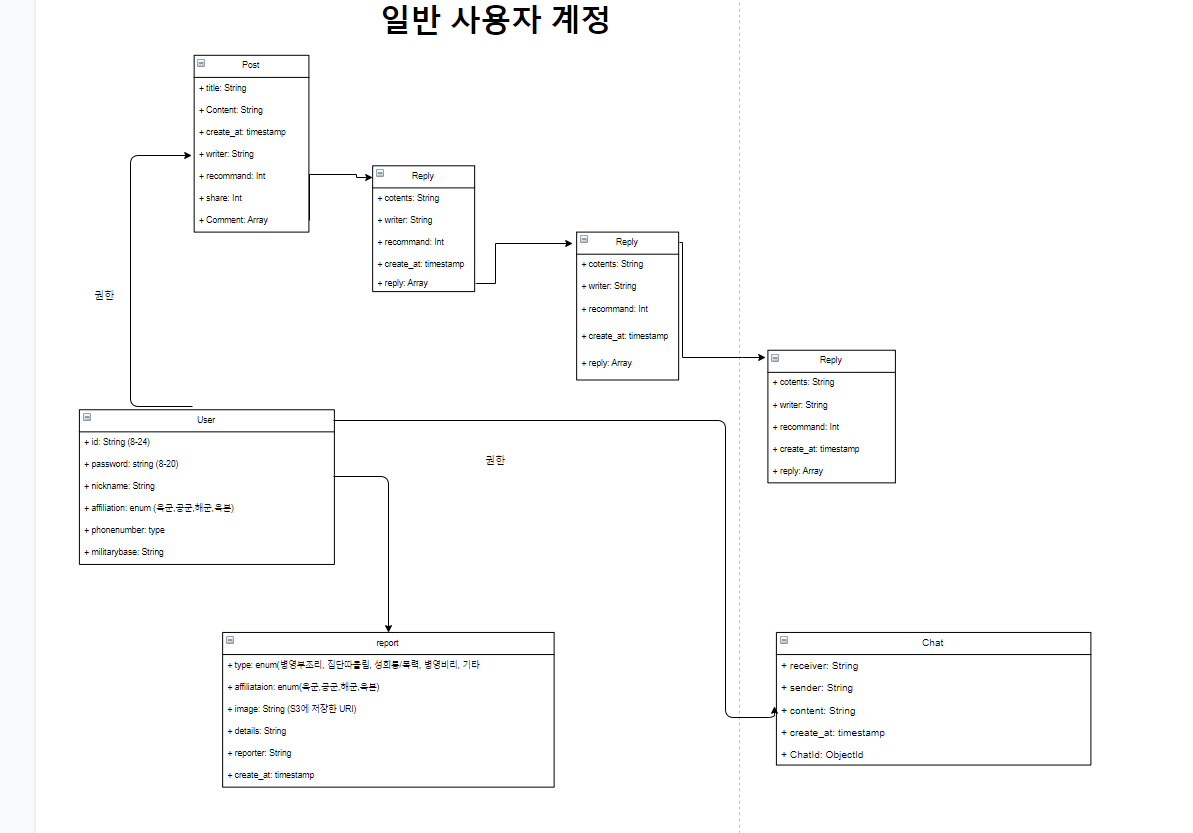 일반 사용자 계정
Post
+ title: String
+ Content: String
+ create_at: timestamp
+ writer: String
+ recommand: Int
+ share: Int
+ Comment: Array
Reply
+ cotents: String
+ writer: String
+ recommand: Int
+ create_at: timestamp
+ reply: Array
Reply
+ cotents: String
+ writer: String
+ recommand: Int
+ create_at: timestamp
+ reply: Array
권한
Reply
+ cotents: String
+ writer: String
+ recommand: Int
+ create_at: timestamp
+ reply: Array
User
+ id: String (8-24)
+ password: string (8-20)
+ nickname: String
+ affiliation: enum (육군,공군,해군,육본)
+ phonenumber: type
+ militarybase: String
권한
report
+ type: enum(병영부조리, 집단따돌림, 성희롱/폭력, 병영비리, 기타
+ affiliataion: enum(육군,공군,해군,육본)
+ image: String (S3에 저장한 URI)
+ details: String
+ reporter: String
+ create_at: timestamp
Chat
+ receiver: String
+ sender: String
+ content: String
+ create_at: timestamp
+ ChatId: ObjectId